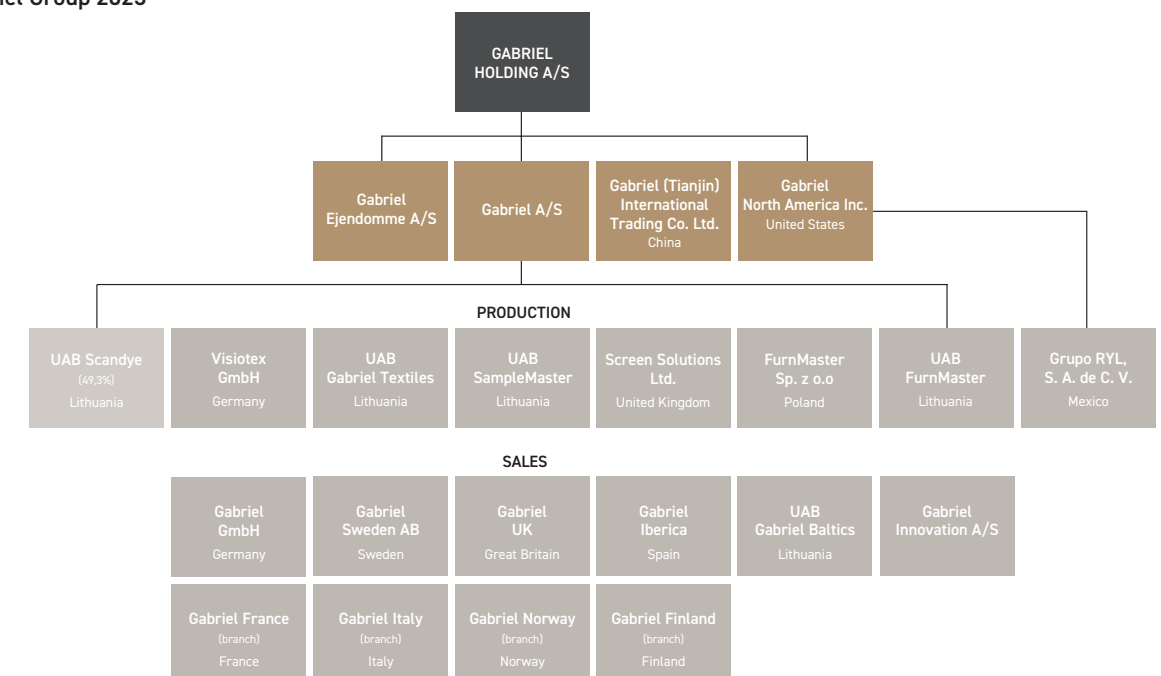 GABRIEL
HOLDING A/S
Gabriel
Ejendomme A/S
Gabriel A/S
Gabriel (Tianjin)
International
Trading Co. Ltd.
China
Gabriel
North America Inc.
United States
PRODUCTION
UAB Scandye
(49,3%)
Lithuania
Visiotex
GmbH
Germany
UAB
Gabriel Textiles
Lithuania
UAB
SampleMaster
Lithuania
Screen Solutions
Ltd.
United Kingdom
FurnMaster
Sp. z o.o
Poland
UAB
FurnMaster
Lithuania
Grupo RYL,
S. A. de C. V.
Mexico
SALES
Gabriel
GmbH
Germany
Gabriel
Sweden AB
Sweden
Gabriel
UK
Great Britain
Gabriel
Iberica
Spain
UAB
Gabriel Baltics
Lithuania
Gabriel
Innovation A/S
Gabriel France
(branch)
France
Gabriel Italy
(branch)
Italy
Gabriel Norway
(branch)
Norway
Gabriel Finland
(branch)
Finland